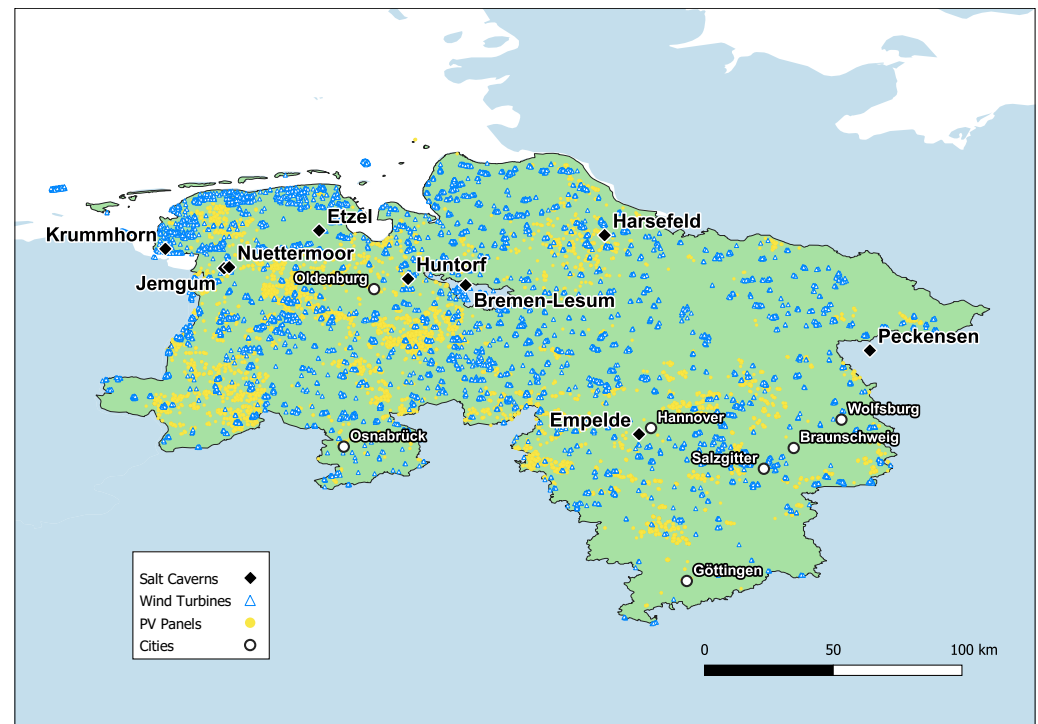 Harsefeld
Etzel
Krummhorn
Nuettermoor
Huntorf
Jemgum
Oldenburg
Bremen-Lesum
Peckensen
Wolfsburg
Empelde
Hannover
Osnabrück
Braunschweig
Salzgitter
Göttingen
Salt Caverns
Wind Turbines
PV Panels
Cities
0 50 100 km